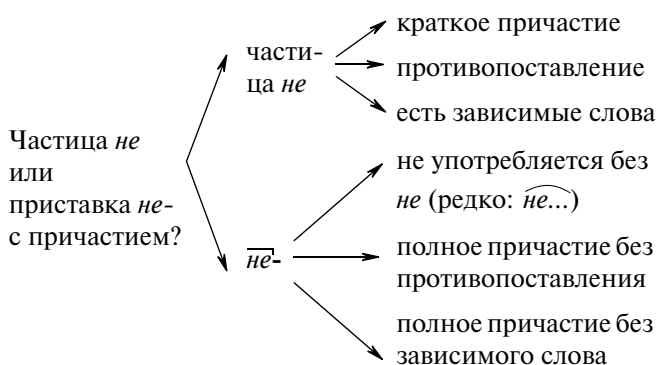 Частица не
или
приставка не-
с причастием?
части-
ца не
краткое причастие
противопоставление
есть зависимые слова
не-
не употребляется без
не (редко: не...)
полное причастие без
противопоставления
полное причастие без
зависимого слова